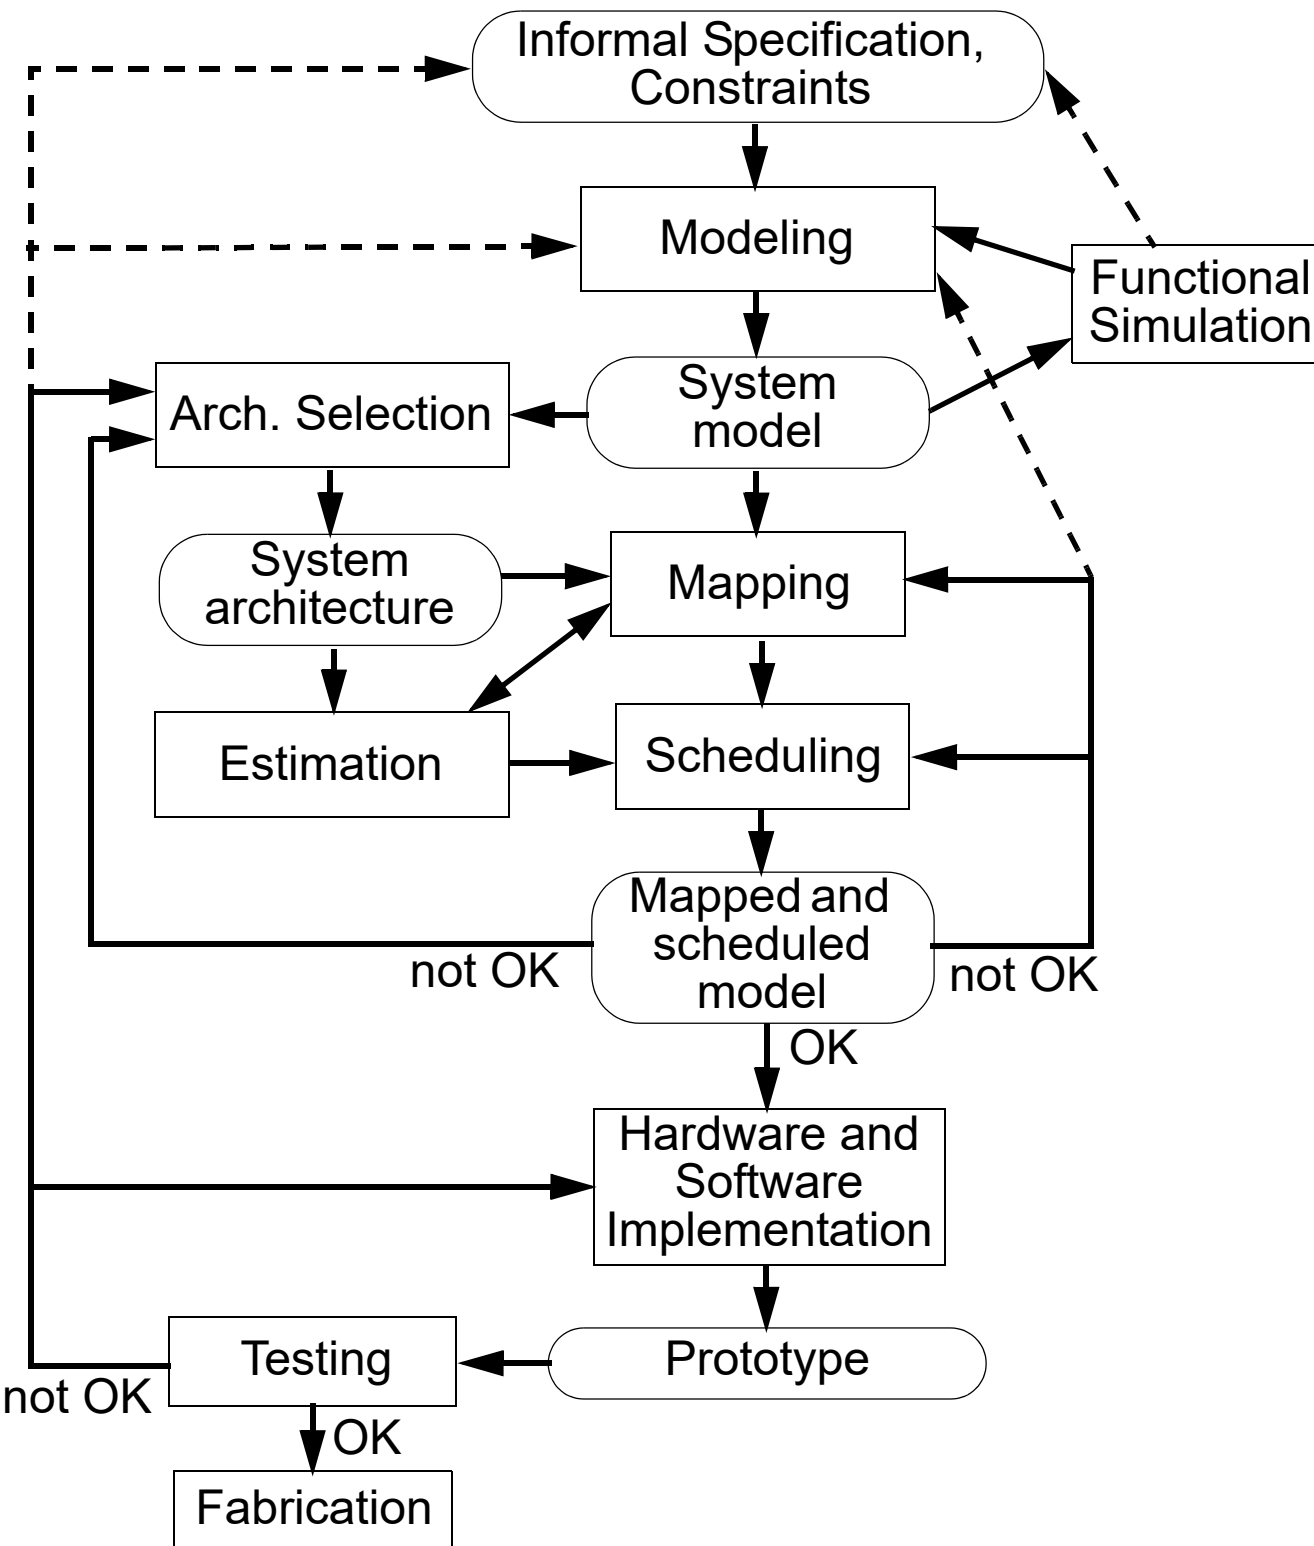 Informal Specification,
Constraints
Modeling
Functional
Simulation
System
model
Arch. Selection
System
architecture
Mapping
Estimation
Scheduling
Mapped and
scheduled
model
not OK
not OK
OK
Hardware and
Software
Implementation
Testing
Prototype
not OK
OK
Fabrication